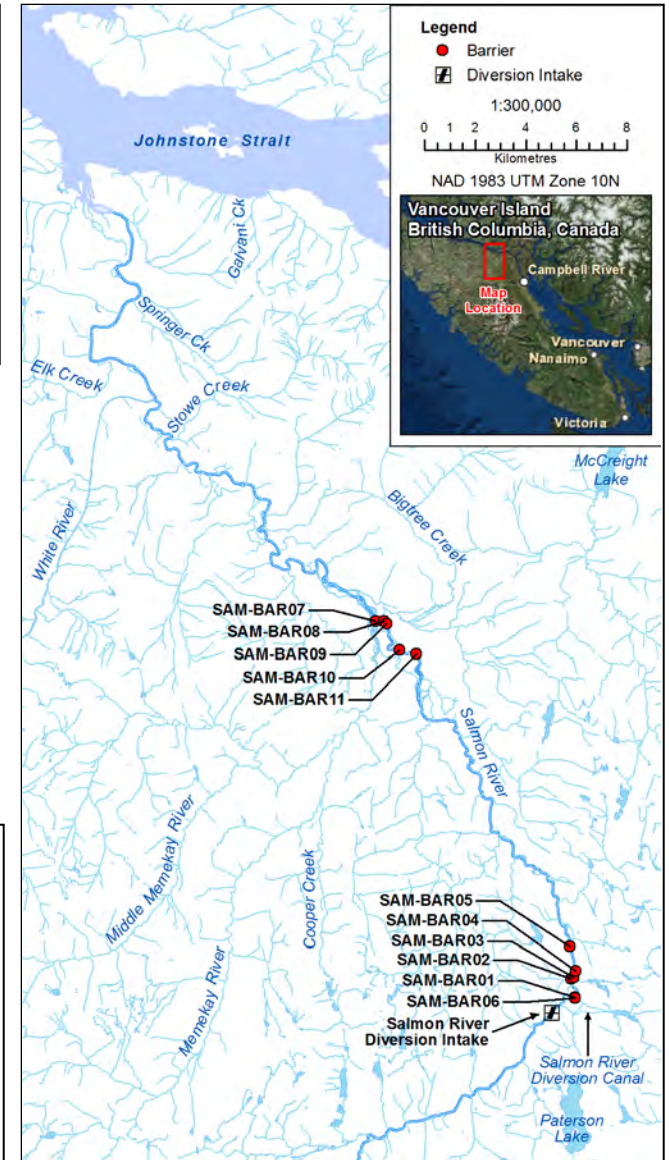 Legend
Barrier
Diversion Intake
1:300,000
0 1 2 4 6 8
Kilometres
NAD 1983 UTM Zone 10N
Vancouver Island
British Columbia, Canada
Campbell River
Map
Location
Vancouver
Nanaimo
Victoria
Johnstone Strait
Galvani Ck
Springer Ck
Elk Creek
Stowe Creek
McCreight
Lake
White River
Bigtree Creek
SAM-BAR07
SAM-BAR08
SAM-BAR09
SAM-BAR10
SAM-BAR11
Salmon River
Middle Memekay River
Cooper Creek
Memekay River
SAM-BAR05
SAM-BAR04
SAM-BAR03
SAM-BAR02
SAM-BAR01
SAM-BAR06
Salmon River
Diversion Intake
Salmon River
Diversion Canal
Paterson
Lake